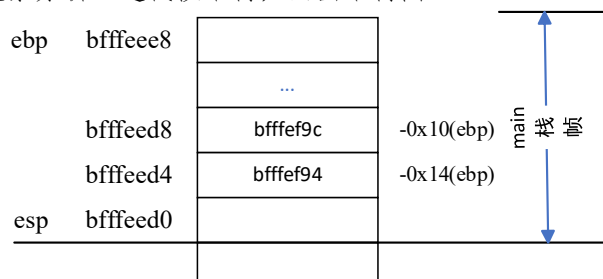 ebp bfffeee8
...
bfffeed8 bfffef9c -0x10(ebp)
bfffeed4 bfffef94 -0x14(ebp)
esp bfffeed0
main
栈
帧